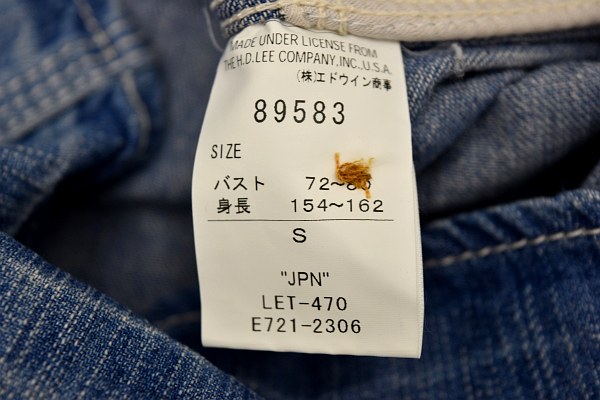 MADE UNDER LICENSE FROM
THE H.D.LEE COMPANY,INC.,U.S.A.
(株)エドウイン商事
89583
SIZE
バスト 72~80
身長 154~162
S
"JPN"
LET-470
E721-2306